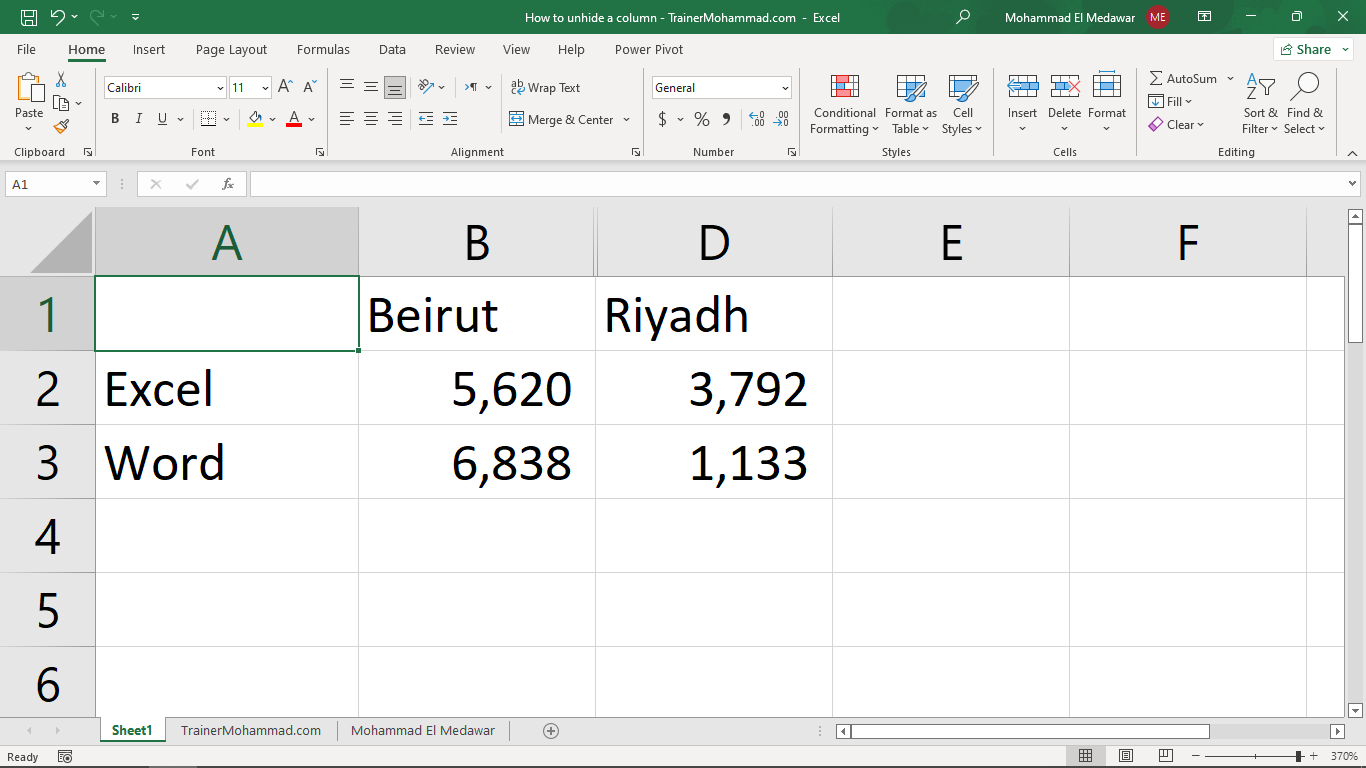 How to unhide a column - TrainerMohammad.com - Excel
Mohammad El Medawar ME
File Home Insert Page Layout Formulas Data Review View Help Power Pivot Share
Paste
Calibri 11
B I U A
Wrap Text
Merge & Center
General
$ % ,
Conditional Formatting
Format as Table
Cell Styles
Insert Delete Format
AutoSum
Fill
Clear
Sort & Filter
Find & Select
Clipboard Font Alignment Number Styles Cells Editing
A1 fx
A B D E F
1 Beirut Riyadh
2 Excel 5,620 3,792
3 Word 6,838 1,133
4
5
6
Sheet1 TrainerMohammad.com Mohammad El Medawar
Ready 370%